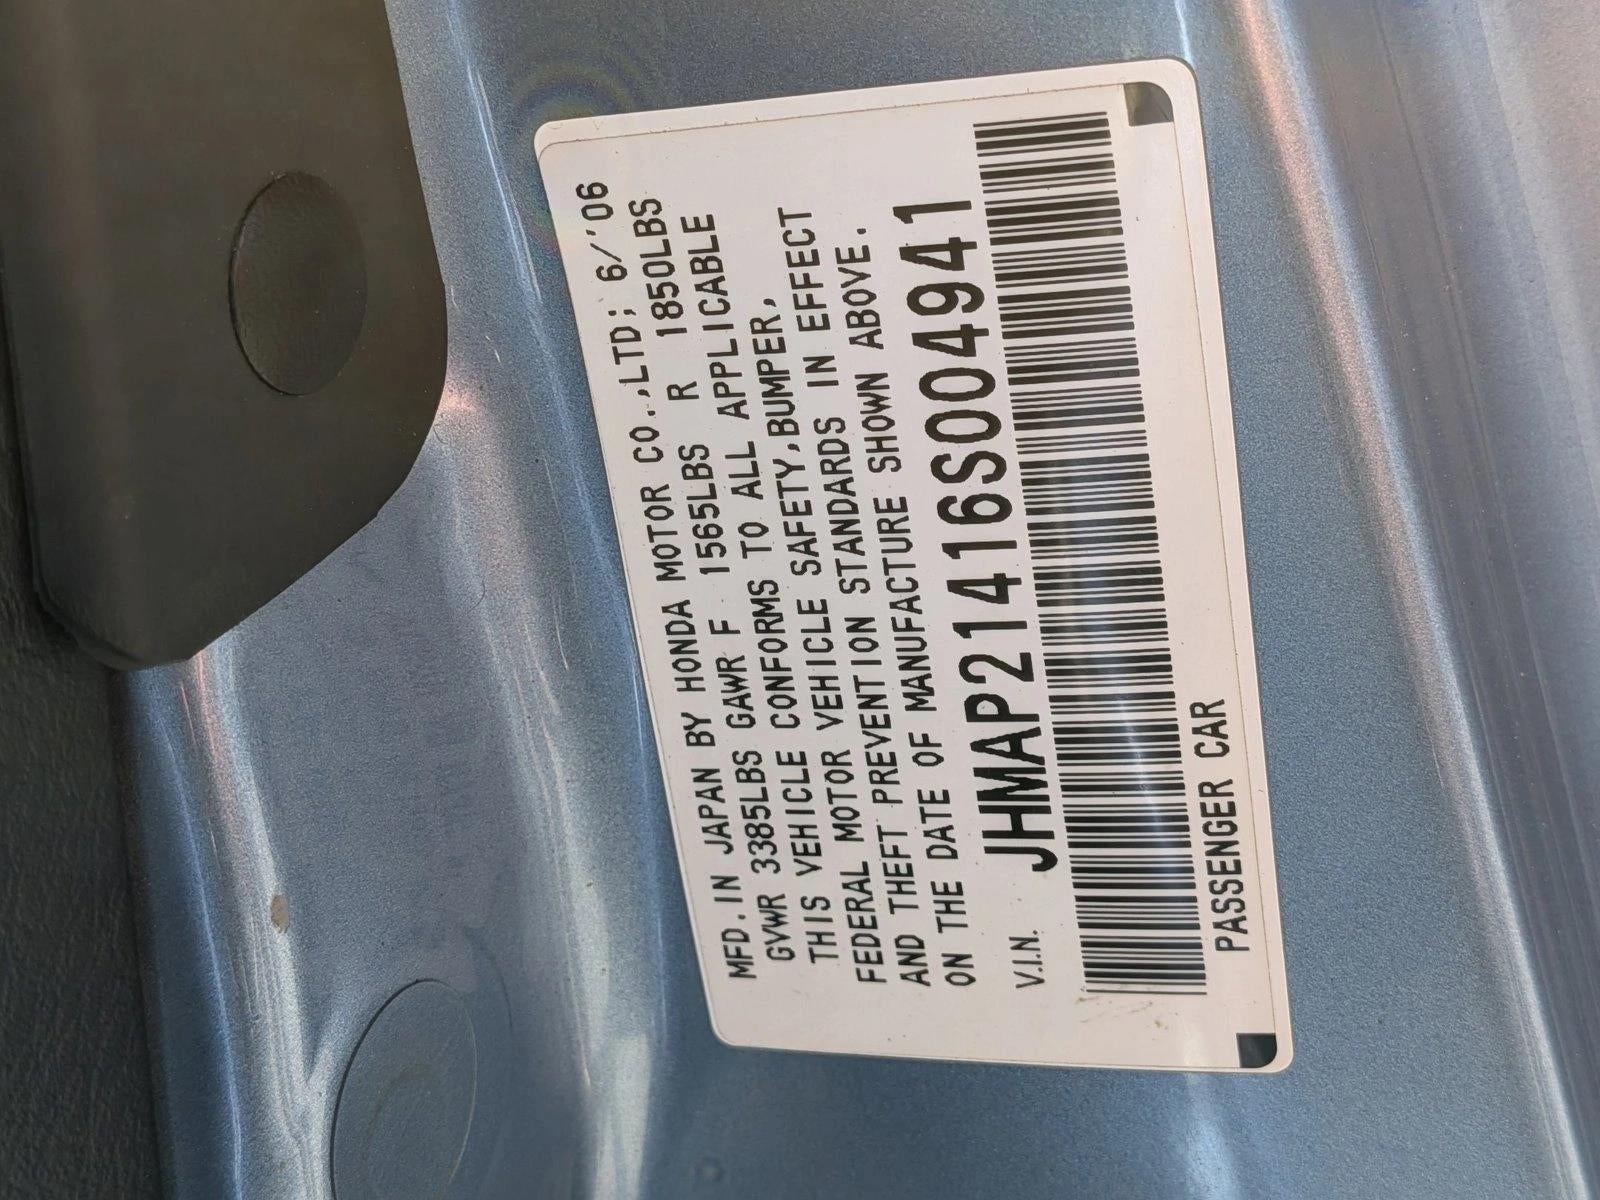 MFD.IN JAPAN BY HONDA MOTOR CO.,LTD; 6/'06
GVWR 3385LBS GAWR F 1565LBS R 1850LBS
THIS VEHICLE CONFORMS TO ALL APPLICABLE
FEDERAL MOTOR VEHICLE SAFETY,BUMPER,
AND THEFT PREVENTION STANDARDS IN EFFECT
ON THE DATE OF MANUFACTURE SHOWN ABOVE.
V.I.N. JHMAP21416S004941
PASSENGER CAR